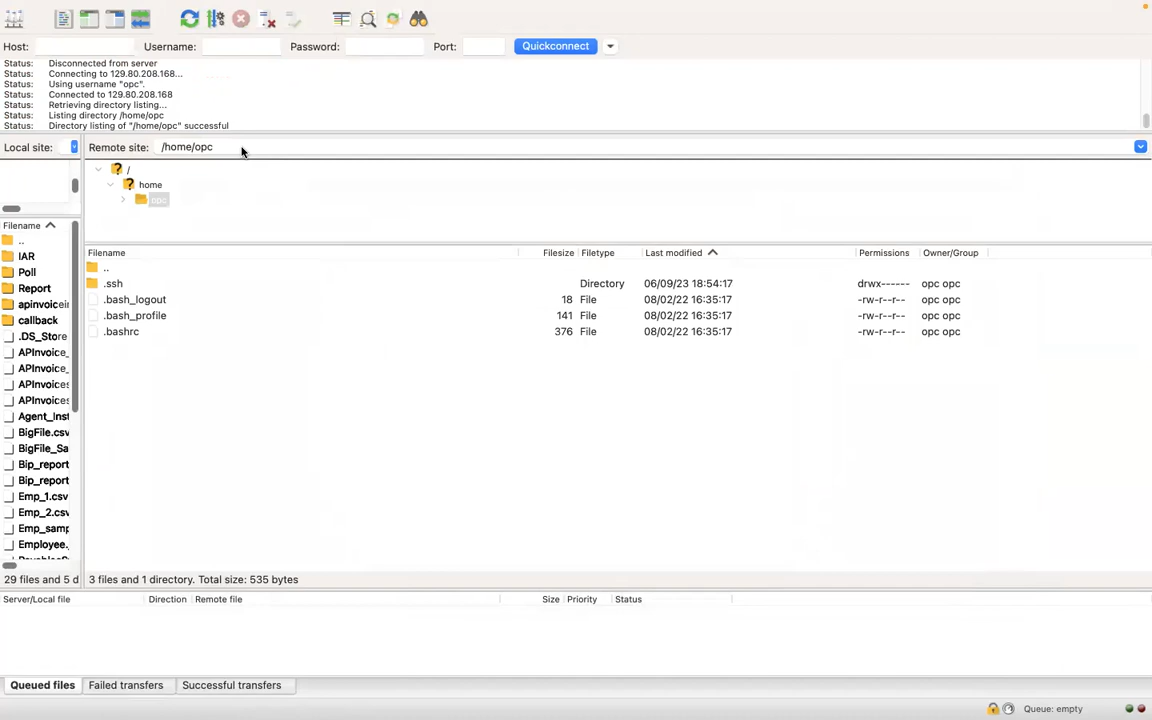 Host: Username: Password: Port: Quickconnect
Status: Disconnected from server
Status: Connecting to 129.80.208.168...
Status: Using username "opc".
Status: Connected to 129.80.208.168
Status: Retrieving directory listing...
Status: Listing directory /home/opc
Status: Directory listing of "/home/opc" successful
Local site:
Remote site: /home/opc
/
home
opc
Filename
..
IAR
Poll
Report
apinvoicein
callback
.DS_Store
APInvoice_
APInvoice_
APInvoices
APInvoices
Agent_Inst
BigFile.csv
BigFile_Sa
Bip_report
Bip_report
Emp_1.csv
Emp_2.csv
Emp_samp
Employee.
29 files and 5 d
Filename Filesize Filetype Last modified Permissions Owner/Group
..
.ssh Directory 06/09/23 18:54:17 drwx------ opc opc
.bash_logout 18 File 08/02/22 16:35:17 -rw-r--r-- opc opc
.bash_profile 141 File 08/02/22 16:35:17 -rw-r--r-- opc opc
.bashrc 376 File 08/02/22 16:35:17 -rw-r--r-- opc opc
3 files and 1 directory. Total size: 535 bytes
Server/Local file Direction Remote file Size Priority Status
Queued files Failed transfers Successful transfers
Queue: empty